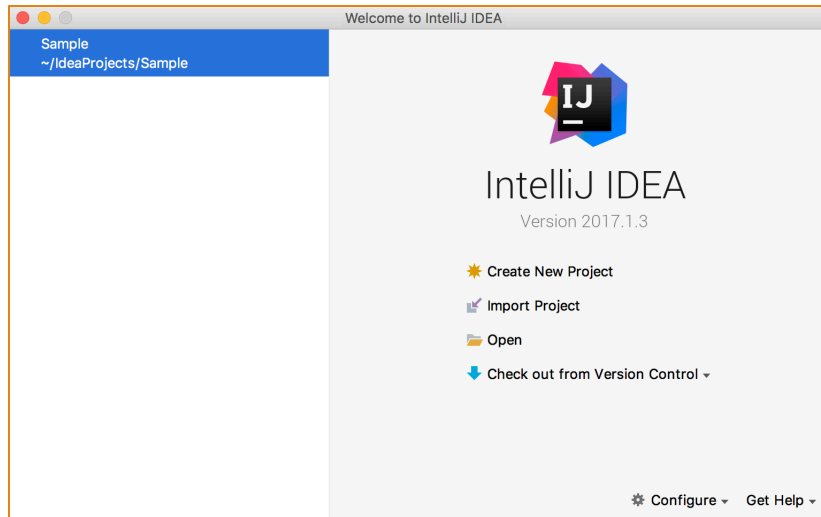 Welcome to IntelliJ IDEA
Sample
~/IdeaProjects/Sample
IJ
IntelliJ IDEA
Version 2017.1.3
Create New Project
Import Project
Open
Check out from Version Control
Configure Get Help